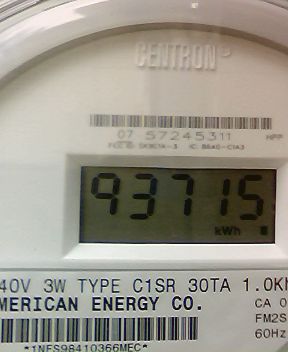 CENTRON®
07 57245311
93715
kWh
40V 3W TYPE C1SR 30TA 1.0K
MERICAN ENERGY CO.
CA 0
FM2S
60Hz
*1NFS98410366MEC*